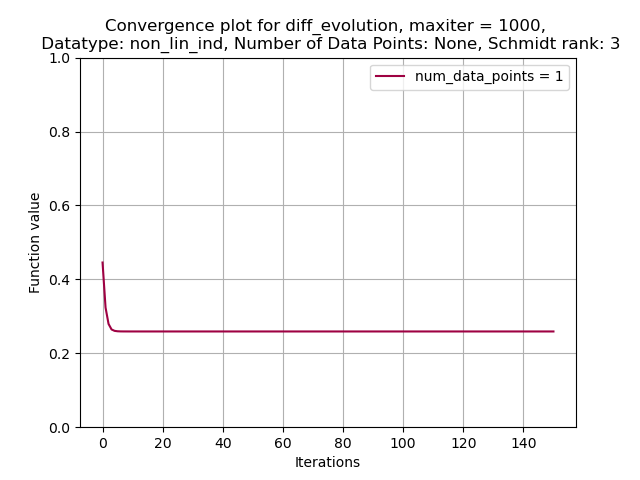 Convergence plot for diff_evolution, maxiter = 1000,
Datatype: non_lin_ind, Number of Data Points: None, Schmidt rank: 3
1.0
num_data_points = 1
0.8
0.6
Function value
0.4
0.2
0.0
0 20 40 60 80 100 120 140
Iterations